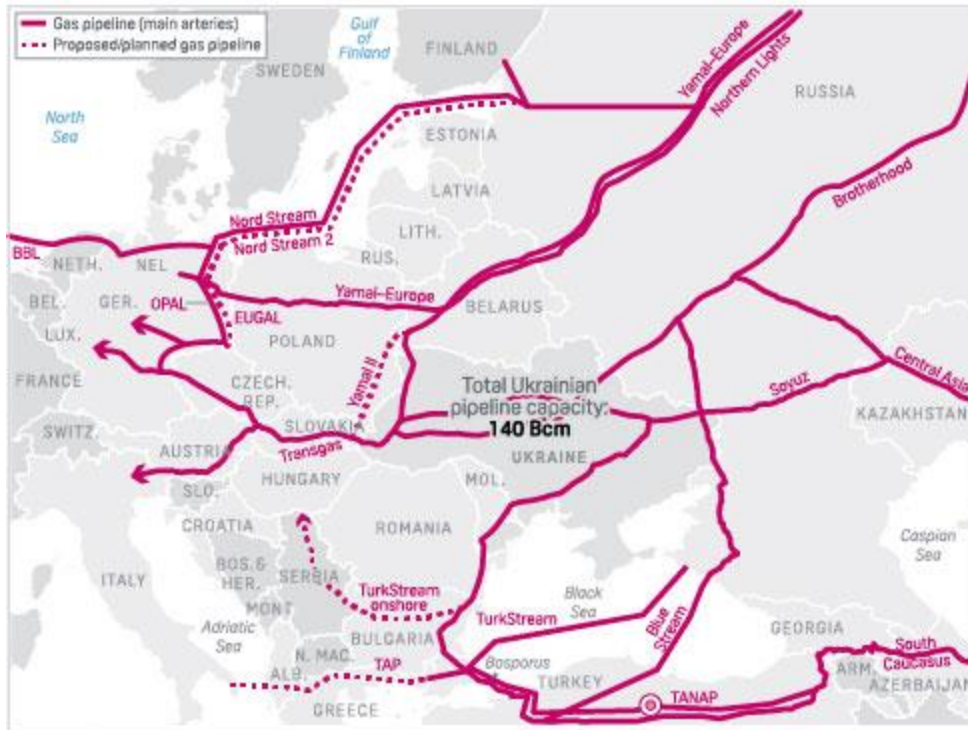 Gas pipeline (main arteries)
Proposed/planned gas pipeline
Gulf
of
Finland
FINLAND
SWEDEN
North
Sea
Yamal–Europe
Northern Lights
RUSSIA
ESTONIA
LATVIA
LITH.
RUS.
Brotherhood
Nord Stream
Nord Stream 2
BBL
NETH.
NEL
BEL.
GER.
OPAL
EUGAL
Yamal–Europe
BELARUS
LUX.
POLAND
Yamal II
FRANCE
CZECH.
REP.
Total Ukrainian
pipeline capacity:
140 Bcm
Soyuz
Central Asia
KAZAKHSTAN
SWITZ.
SLOVAKIA
AUSTRIA
Transgas
UKRAINE
HUNGARY
MOL.
SLO.
CROATIA
ROMANIA
Caspian
Sea
ITALY
BOS. &
HER.
SERBIA
TurkStream
onshore
Black
Sea
TurkStream
Blue
Stream
MONT
Adriatic
Sea
BULGARIA
GEORGIA
N. MAC.
ALB.
TAP
Bosporus
TURKEY
TANAP
South
Caucasus
ARM.
AZERBAIJAN
GREECE